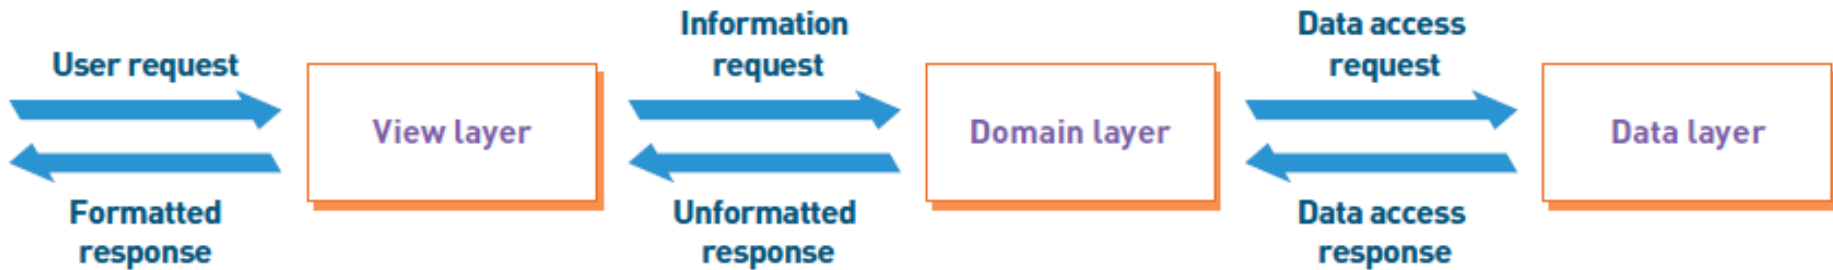 User request
Formatted
response
View layer
Information
request
Unformatted
response
Domain layer
Data access
request
Data access
response
Data layer